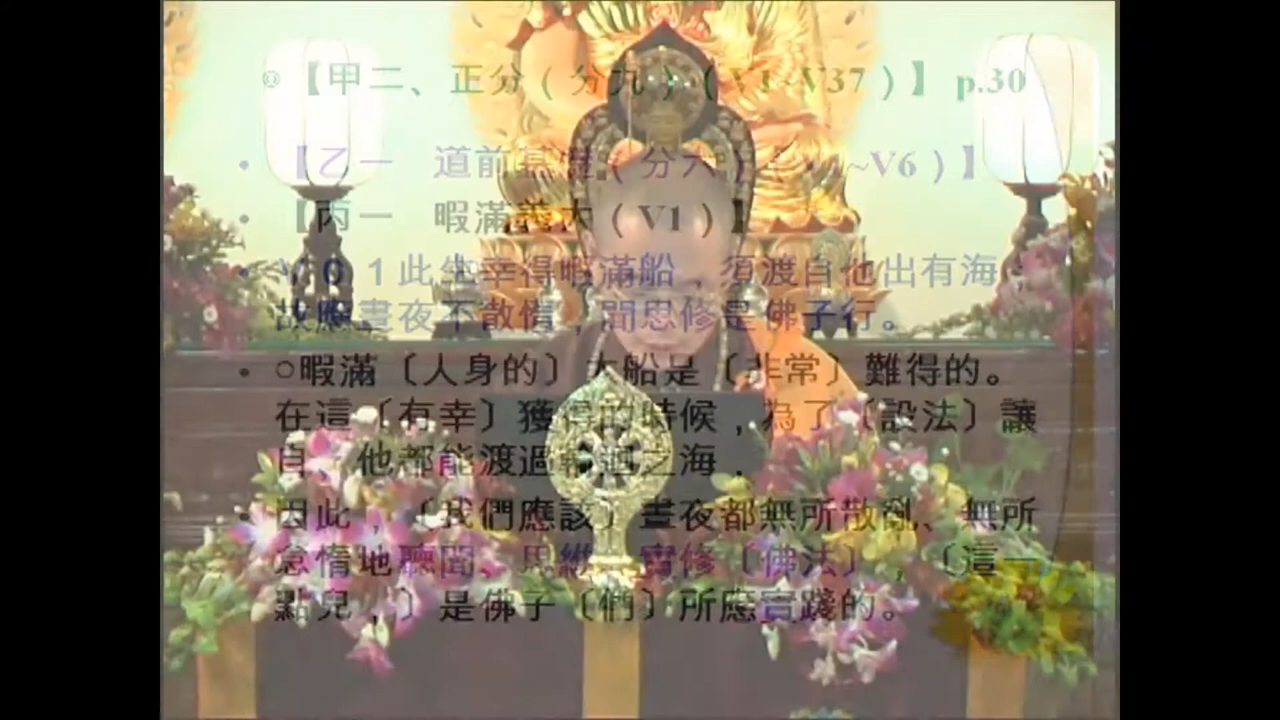 ◎【甲二、正分（分九）（V1~V37）】 p.30
• 【乙一 道前基礎（分六）（V1~V6）】
• 【丙一 暇滿義大（V1）】
• V０１此生幸得暇滿船，須渡自他出有海，
故應晝夜不散惰，聞思修是佛子行。
• ○暇滿〔人身的〕大船是〔非常〕難得的。
在這〔有幸〕獲得的時候，為了〔設法〕讓
自、他都能渡過輪迴之海，
• 因此，〔我們應該〕晝夜都無所散亂、無所
怠惰地聽聞、思維、實修〔佛法〕，〔這一
點兒，〕是佛子〔們〕所應實踐的。